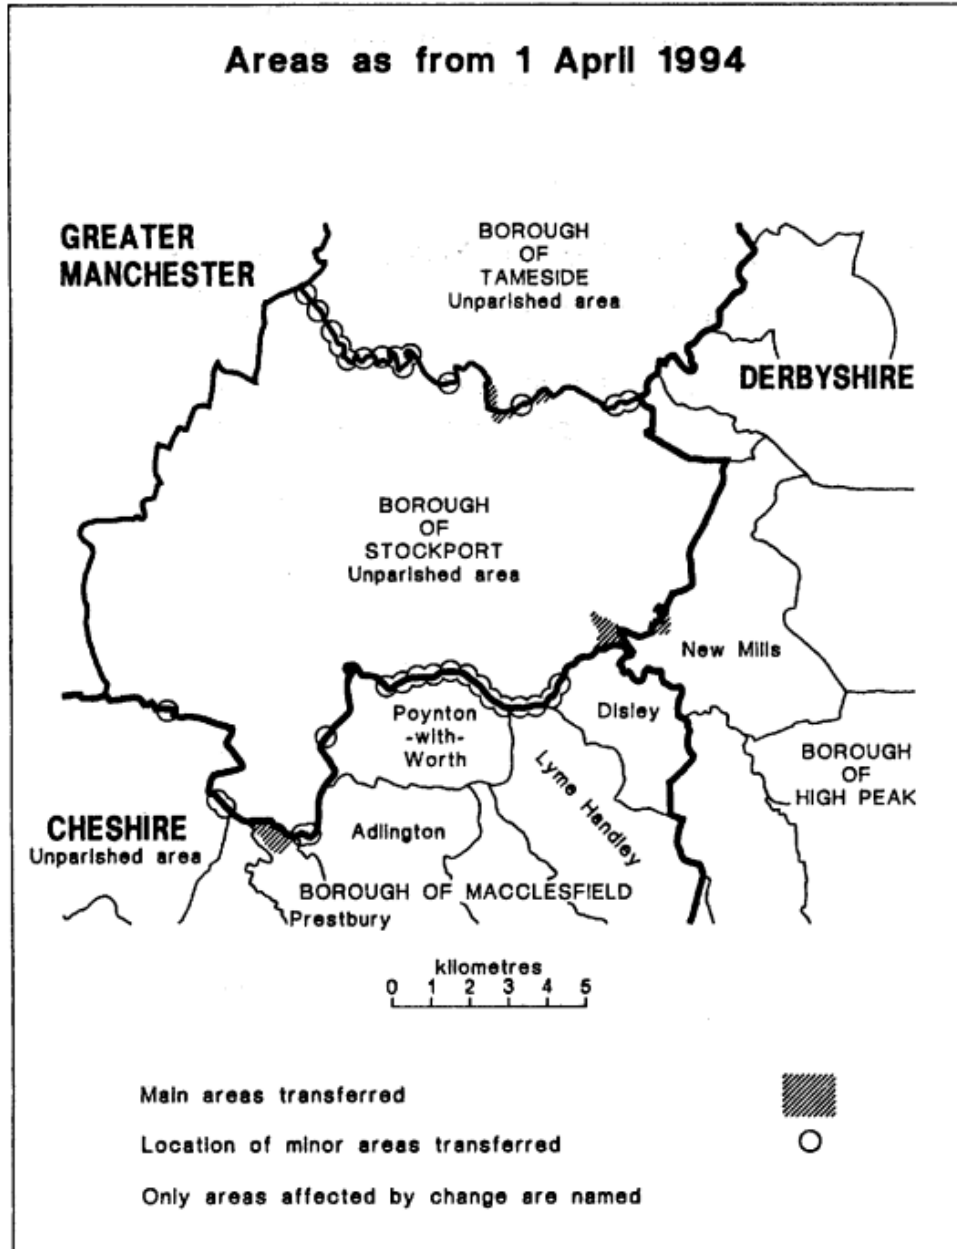 Areas as from 1 April 1994
GREATER
MANCHESTER
BOROUGH
OF
TAMESIDE
Unparished area
DERBYSHIRE
BOROUGH
OF
STOCKPORT
Unparished area
New Mills
Disley
Poynton
-with-
Worth
Lyme Handley
BOROUGH
OF
HIGH PEAK
CHESHIRE
Unparished area
Adlington
BOROUGH OF MACCLESFIELD
Prestbury
kilometres
0 1 2 3 4 5
Main areas transferred
Location of minor areas transferred
Only areas affected by change are named